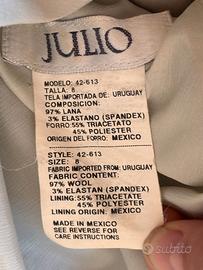 JULIO
MODELO: 42-613
TALLA: 8
TELA IMPORTADA DE: URUGUAY
COMPOSICION:
97% LANA
3% ELASTANO (SPANDEX)
FORRO: 55% TRIACETATO
45% POLIESTER
ORIGEN DEL FORRO: MEXICO
STYLE: 42-613
SIZE: 8
FABRIC IMPORTED FROM: URUGUAY
FABRIC CONTENT:
97% WOOL
3% ELASTAN (SPANDEX)
LINING: 55% TRIACETATE
45% POLYESTER
LINING ORIGIN: MEXICO
MADE IN MEXICO
SEE REVERSE FOR
CARE INSTRUCTIONS
subito